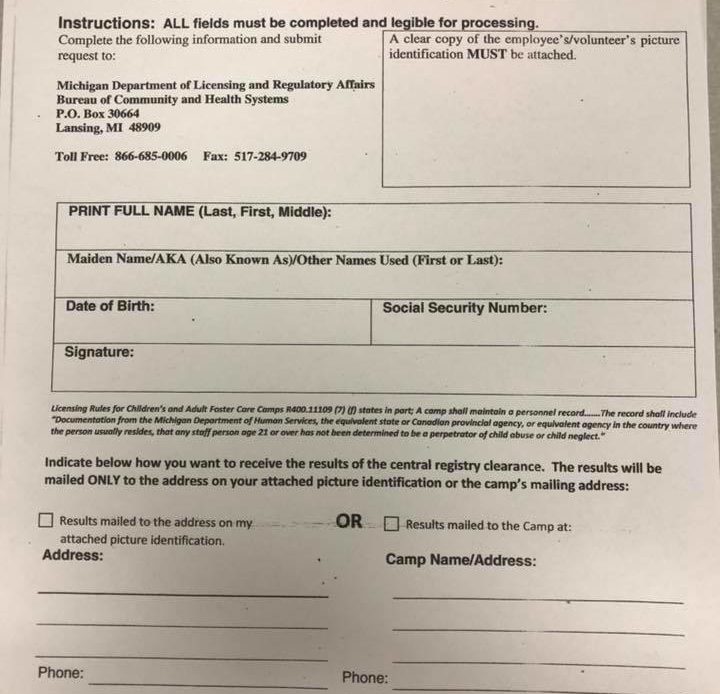 Instructions: ALL fields must be completed and legible for processing.
Complete the following information and submit
request to:
A clear copy of the employee's/volunteer's picture
identification MUST be attached.
Michigan Department of Licensing and Regulatory Affairs
Bureau of Community and Health Systems
P.O. Box 30664
Lansing, MI 48909
Toll Free: 866-685-0006 Fax: 517-284-9709
PRINT FULL NAME (Last, First, Middle):
Maiden Name/AKA (Also Known As)/Other Names Used (First or Last):
Date of Birth:
Social Security Number:
Signature:
Licensing Rules for Children's and Adult Foster Care Camps R400.11109 (7) (f) states in part; A camp shall maintain a personnel record.......The record shall include
"Documentation from the Michigan Department of Human Services, the equivalent state or Canadian provincial agency, or equivalent agency in the country where
the person usually resides, that any staff person age 21 or over has not been determined to be a perpetrator of child abuse or child neglect."
Indicate below how you want to receive the results of the central registry clearance. The results will be
mailed ONLY to the address on your attached picture identification or the camp's mailing address:
Results mailed to the address on my
attached picture identification.
OR
Results mailed to the Camp at:
Address:
Camp Name/Address:
Phone:
Phone: